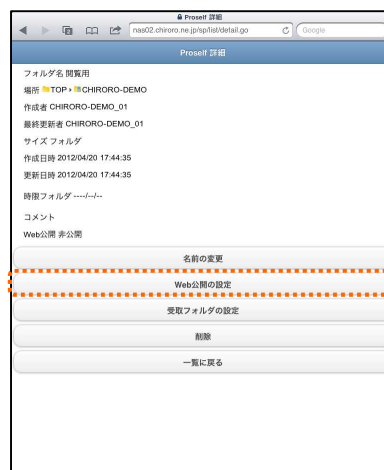 Proself 詳細
nas02.chiroro.ne.jp/sp/list/detail.go
Google
Proself 詳細
フォルダ名 閲覧用
場所 TOP › CHIRORO-DEMO
作成者 CHIRORO-DEMO_01
最終更新者 CHIRORO-DEMO_01
サイズ フォルダ
作成日時 2012/04/20 17:44:35
更新日時 2012/04/20 17:44:35
時限フォルダ ----/--/--
コメント
Web公開 非公開
名前の変更
Web公開の設定
受取フォルダの設定
削除
一覧に戻る